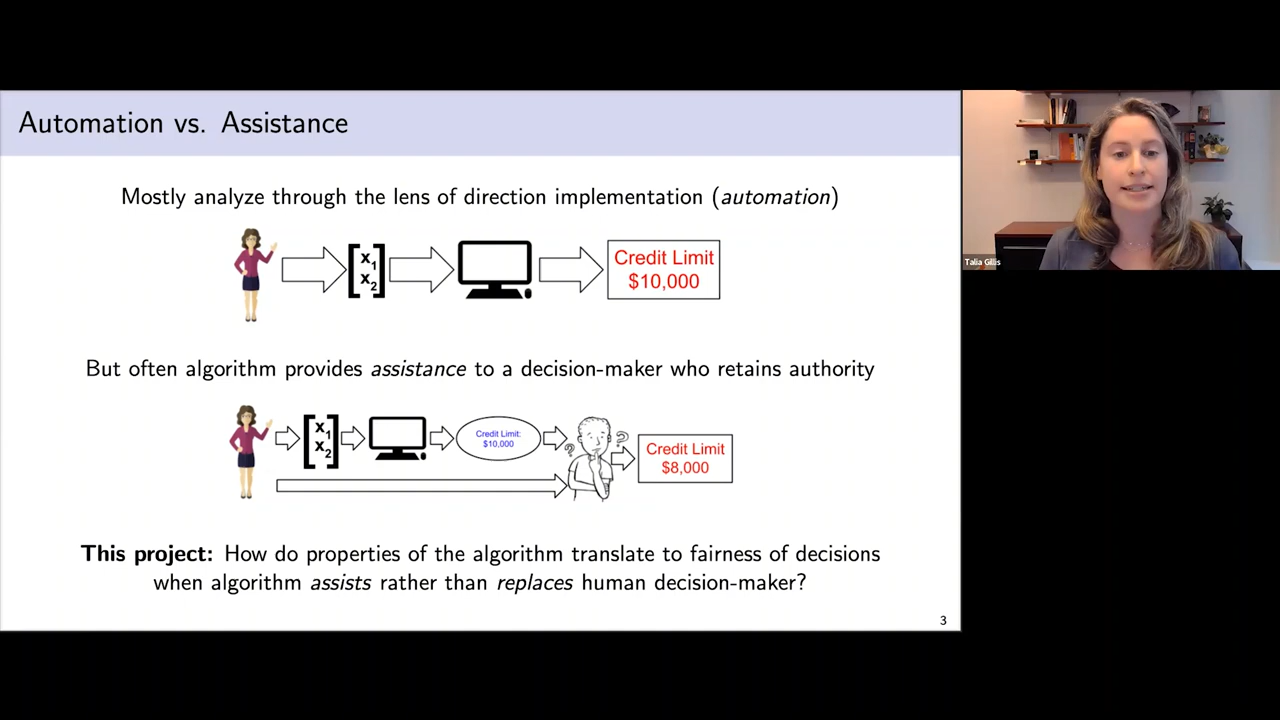 Automation vs. Assistance
Mostly analyze through the lens of direction implementation (automation)
x1
x2
Credit Limit
$10,000
But often algorithm provides assistance to a decision-maker who retains authority
x1
x2
Credit Limit:
$10,000
?
?
Credit Limit
$8,000
This project: How do properties of the algorithm translate to fairness of decisions
when algorithm assists rather than replaces human decision-maker?
3
Talia Gillis